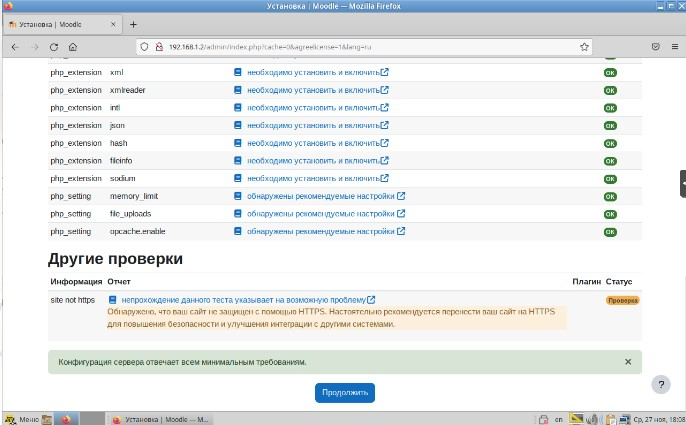 Установка | Moodle — Mozilla Firefox
Установка | Moodle
192.168.1.2/admin/index.php?cache=0&agreelicense=1&lang=ru
php_extension xml необходимо установить и включить OK
php_extension xmlreader необходимо установить и включить OK
php_extension intl необходимо установить и включить OK
php_extension json необходимо установить и включить OK
php_extension hash необходимо установить и включить OK
php_extension fileinfo необходимо установить и включить OK
php_extension sodium необходимо установить и включить OK
php_setting memory_limit обнаружены рекомендуемые настройки OK
php_setting file_uploads обнаружены рекомендуемые настройки OK
php_setting opcache.enable обнаружены рекомендуемые настройки OK
Другие проверки
Информация Отчет Плагин Статус
site not https непрохождение данного теста указывает на возможную проблему Проверка
Обнаружено, что ваш сайт не защищен с помощью HTTPS. Настоятельно рекомендуется перенести ваш сайт на HTTPS
для повышения безопасности и улучшения интеграции с другими системами.
Конфигурация сервера отвечает всем минимальным требованиям.
Продолжить
?
Меню Установка | Moodle — M... en Ср, 27 ноя, 18:08